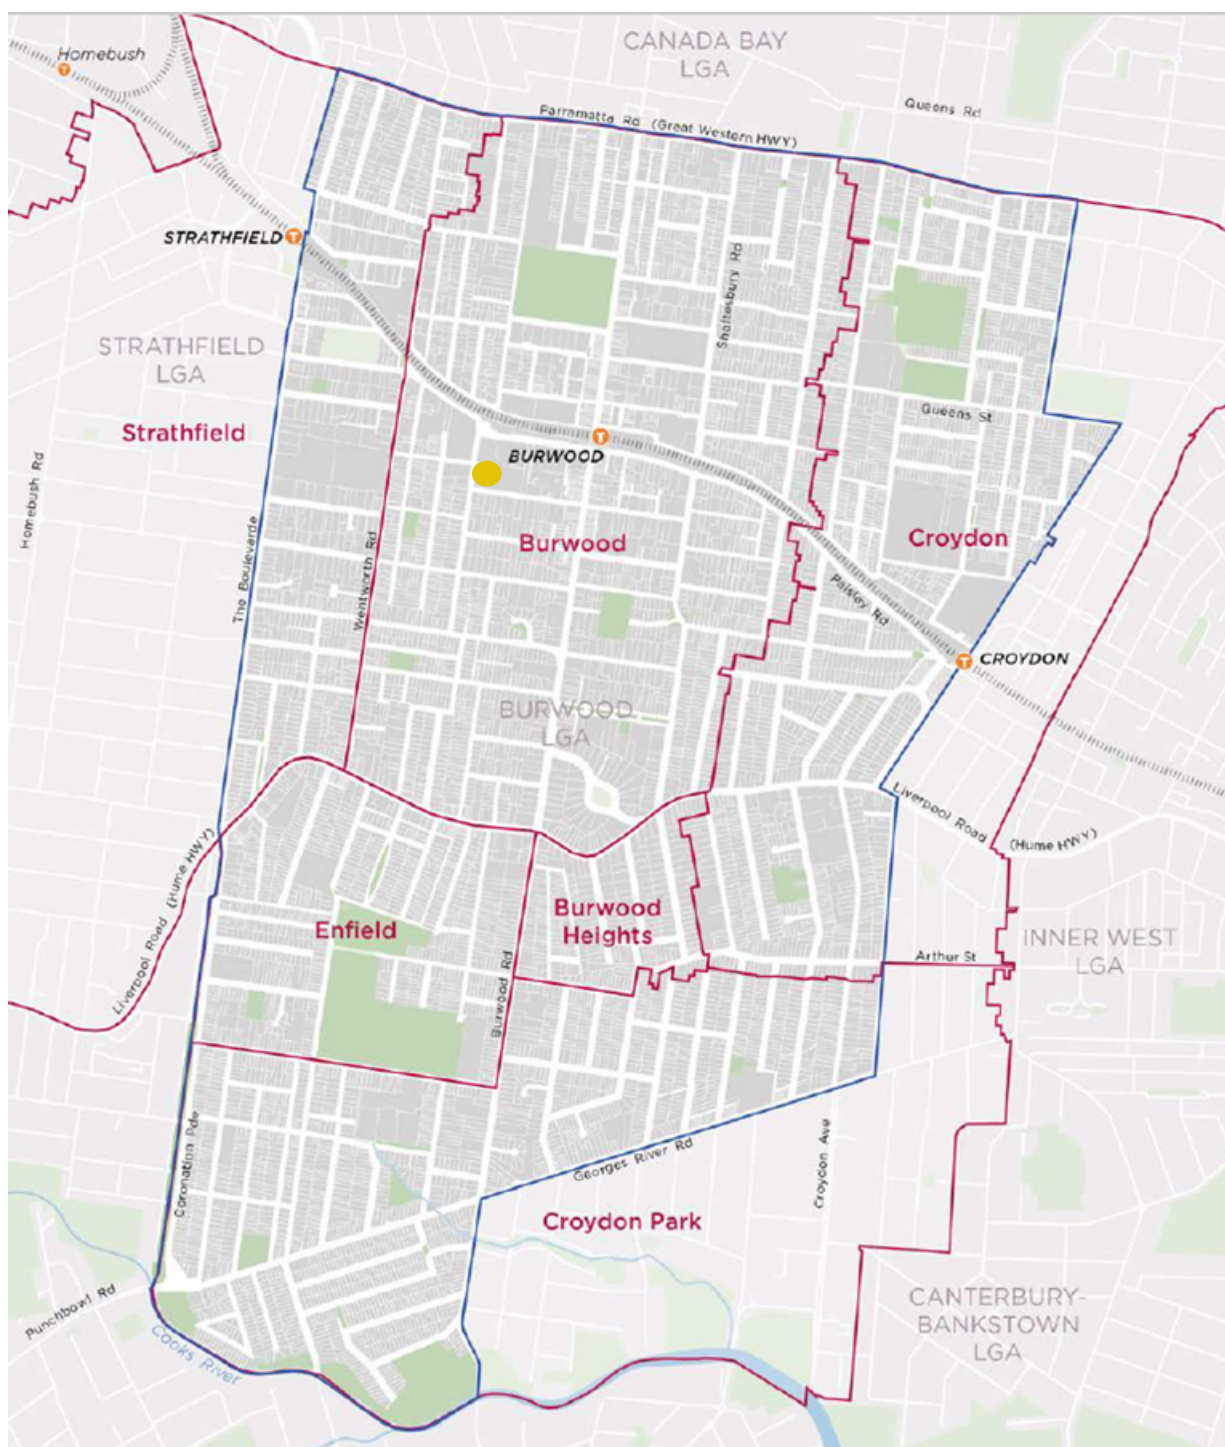 CANADA BAY
LGA
Homebush
T
Queens Rd
Parramatta Rd (Great Western HWY)
STRATHFIELD
T
Shaftesbury Rd
STRATHFIELD
LGA
Strathfield
Queens St
T
BURWOOD
Homebush Rd
The Boulevarde
Wentworth Rd
Burwood
Croydon
Paisley Rd
T
CROYDON
BURWOOD
LGA
Liverpool Road
(Hume HWY)
Liverpool Road (Hume HWY)
Enfield
Burwood
Heights
INNER WEST
LGA
Arthur St
Burwood Rd
Coronation Pde
Georges River Rd
Croydon Ave
Croydon Park
Punchbowl Rd
Cooks River
CANTERBURY-
BANKSTOWN
LGA